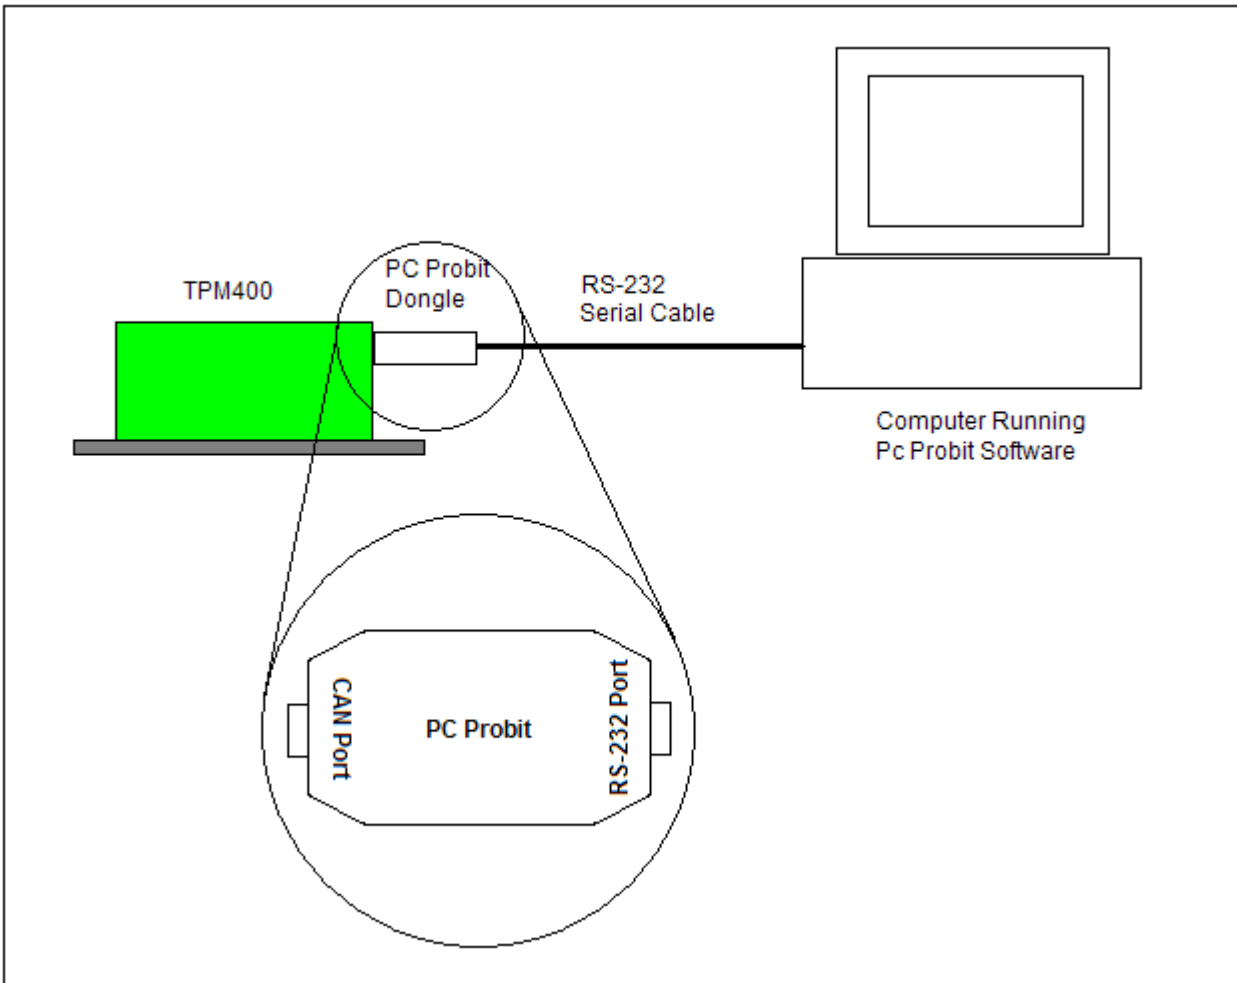 TPM400
PC Probit
Dongle
RS-232
Serial Cable
Computer Running
Pc Probit Software
CAN Port
PC Probit
RS-232 Port